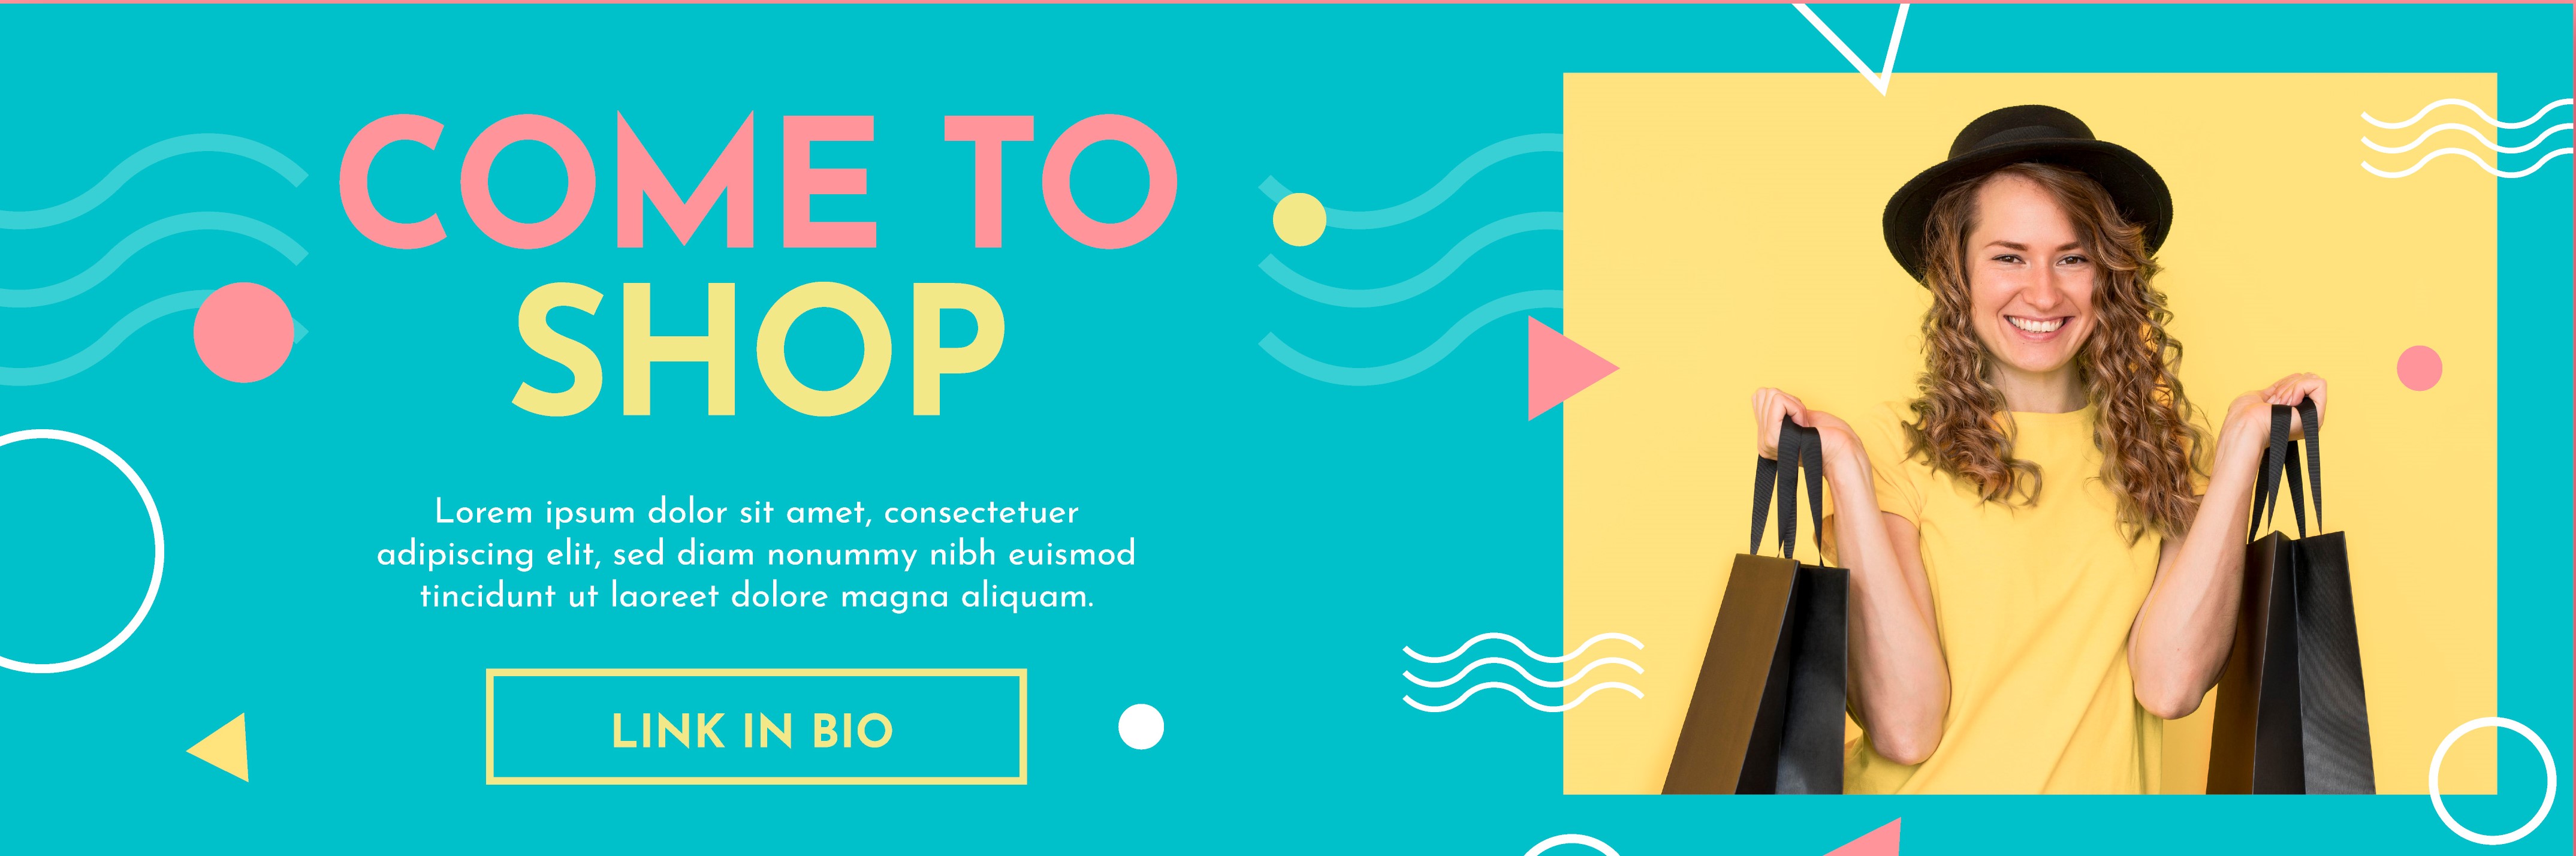 COME TO
SHOP
Lorem ipsum dolor sit amet, consectetuer
adipiscing elit, sed diam nonummy nibh euismod
tincidunt ut laoreet dolore magna aliquam.
LINK IN BIO